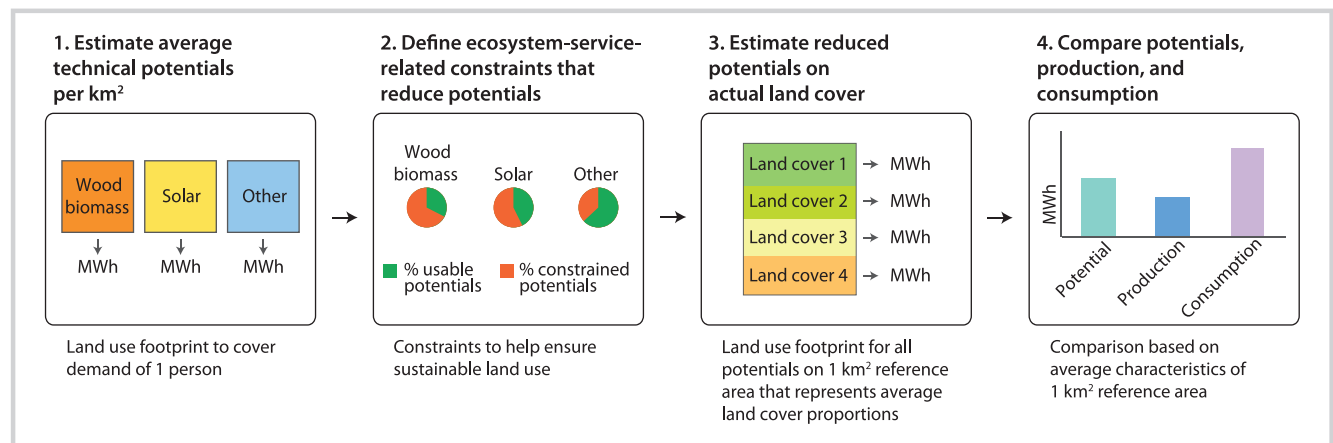 1. Estimate average
technical potentials
per km²
Wood
biomass
Solar
Other
MWh
MWh
MWh
Land use footprint to cover
demand of 1 person
2. Define ecosystem-service-
related constraints that
reduce potentials
Wood
biomass
Solar
Other
% usable
potentials
% constrained
potentials
Constraints to help ensure
sustainable land use
3. Estimate reduced
potentials on
actual land cover
Land cover 1
MWh
Land cover 2
MWh
Land cover 3
MWh
Land cover 4
MWh
Land use footprint for all
potentials on 1 km² reference
area that represents average
land cover proportions
4. Compare potentials,
production, and
consumption
MWh
Potential
Production
Consumption
Comparison based on
average characteristics of
1 km² reference area